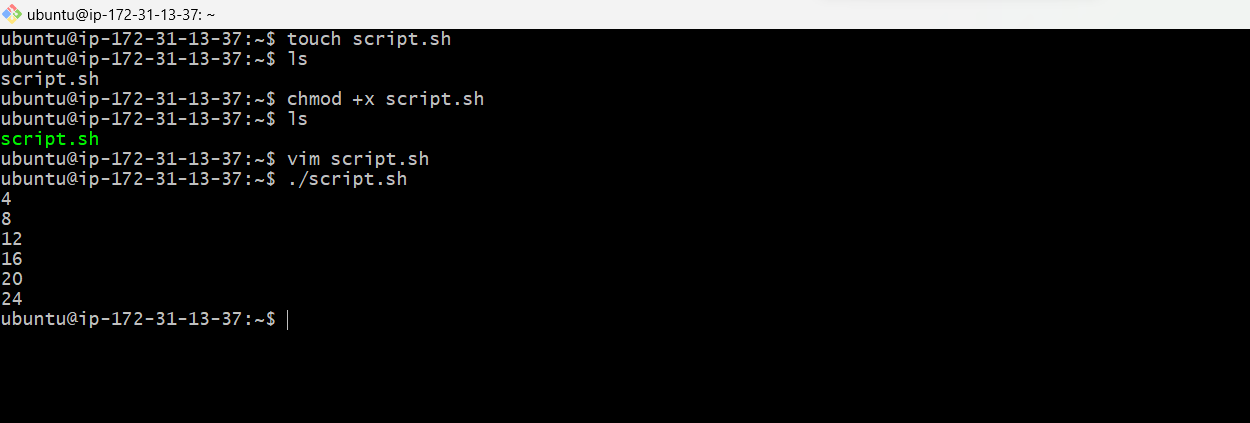 ubuntu@ip-172-31-13-37: ~
ubuntu@ip-172-31-13-37:~$ touch script.sh
ubuntu@ip-172-31-13-37:~$ ls
script.sh
ubuntu@ip-172-31-13-37:~$ chmod +x script.sh
ubuntu@ip-172-31-13-37:~$ ls
script.sh
ubuntu@ip-172-31-13-37:~$ vim script.sh
ubuntu@ip-172-31-13-37:~$ ./script.sh
4
8
12
16
20
24
ubuntu@ip-172-31-13-37:~$